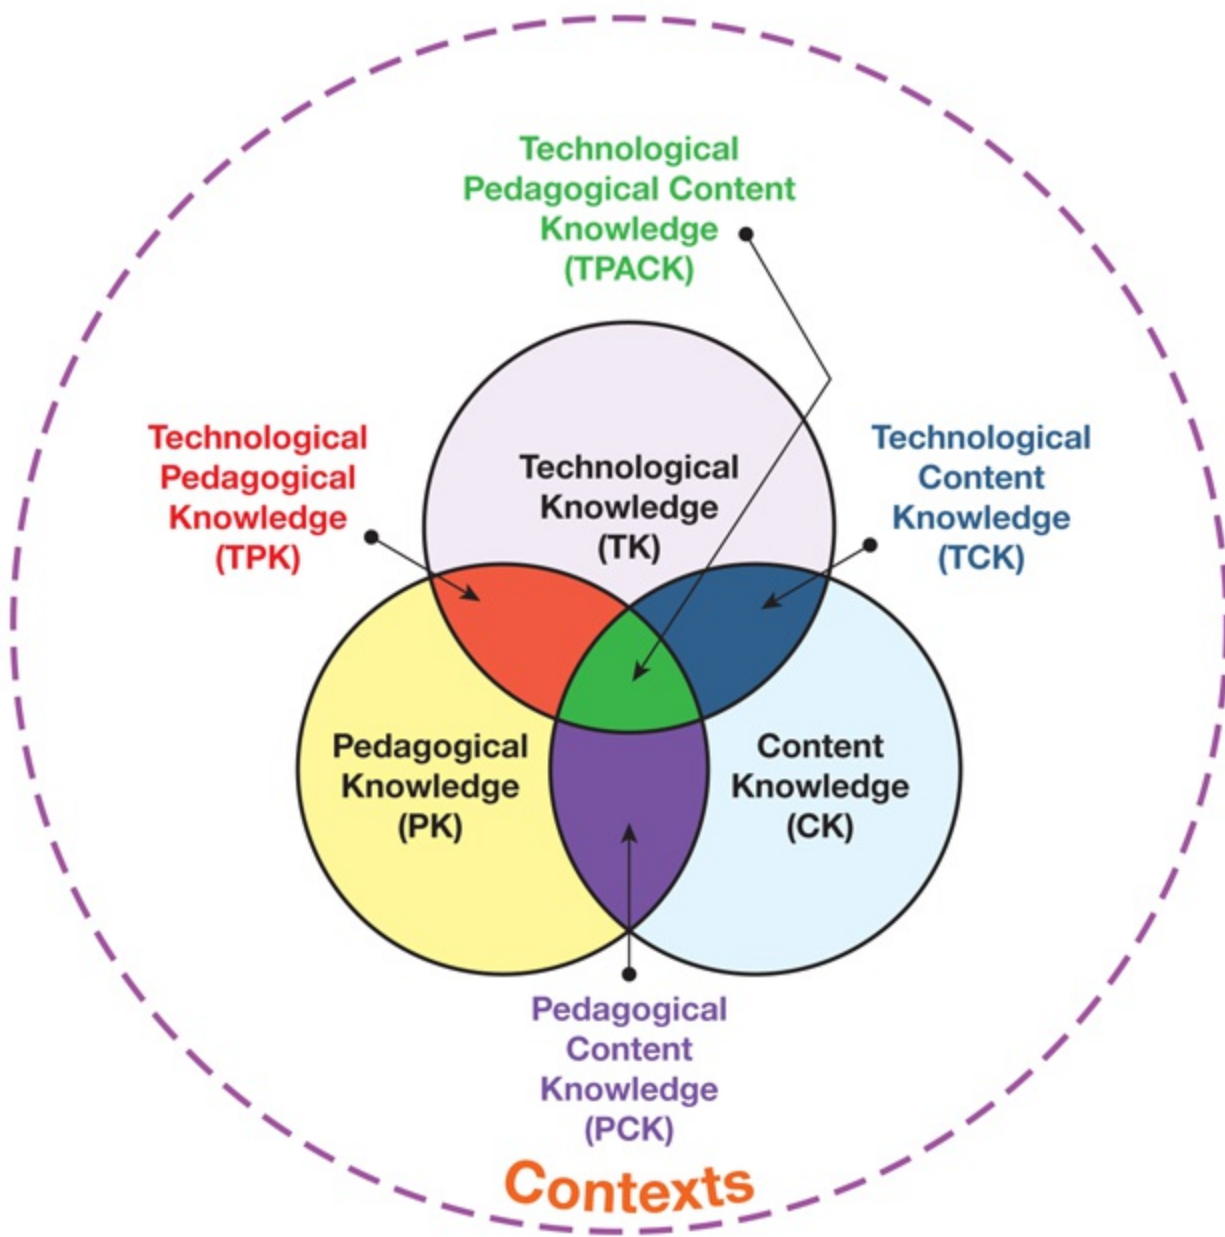 Technological
Pedagogical Content
Knowledge
(TPACK)
Technological
Pedagogical
Knowledge
(TPK)
Technological
Knowledge
(TK)
Technological
Content
Knowledge
(TCK)
Pedagogical
Knowledge
(PK)
Content
Knowledge
(CK)
Pedagogical
Content
Knowledge
(PCK)
Contexts